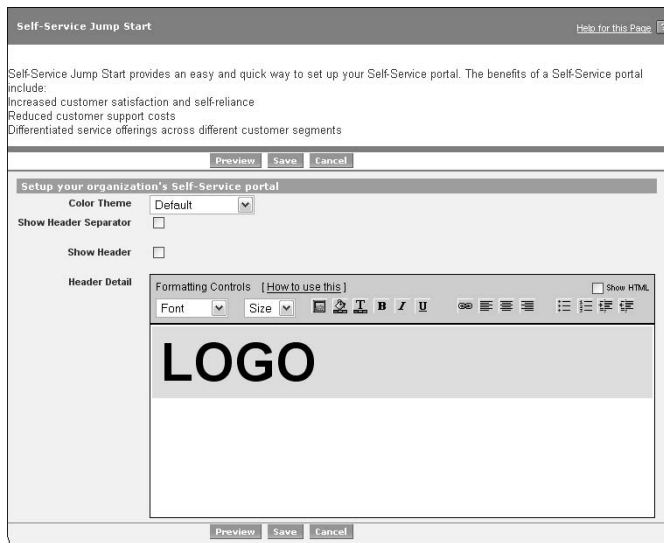 Self-Service Jump Start
Help for this Page ?
Self-Service Jump Start provides an easy and quick way to set up your Self-Service portal. The benefits of a Self-Service portal
include:
Increased customer satisfaction and self-reliance
Reduced customer support costs
Differentiated service offerings across different customer segments
Preview Save Cancel
Setup your organization's Self-Service portal
Color Theme Default
Show Header Separator
Show Header
Header Detail
Formatting Controls [ How to use this ] Show HTML
Font Size T B I U
LOGO
Preview Save Cancel